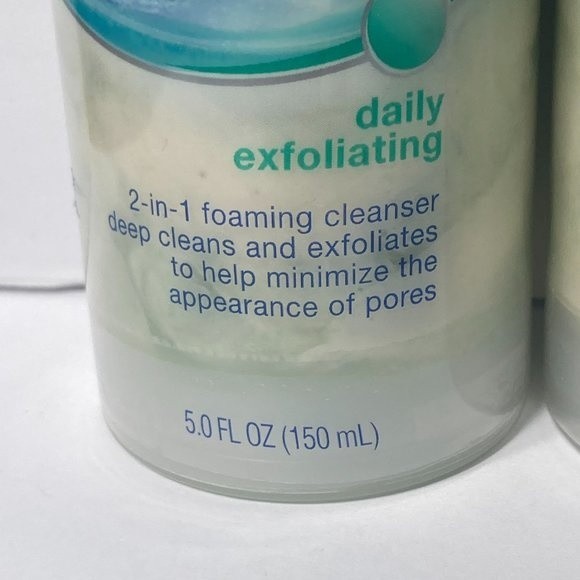 daily
exfoliating
2-in-1 foaming cleanser
deep cleans and exfoliates
to help minimize the
appearance of pores
5.0 FL OZ (150 mL)